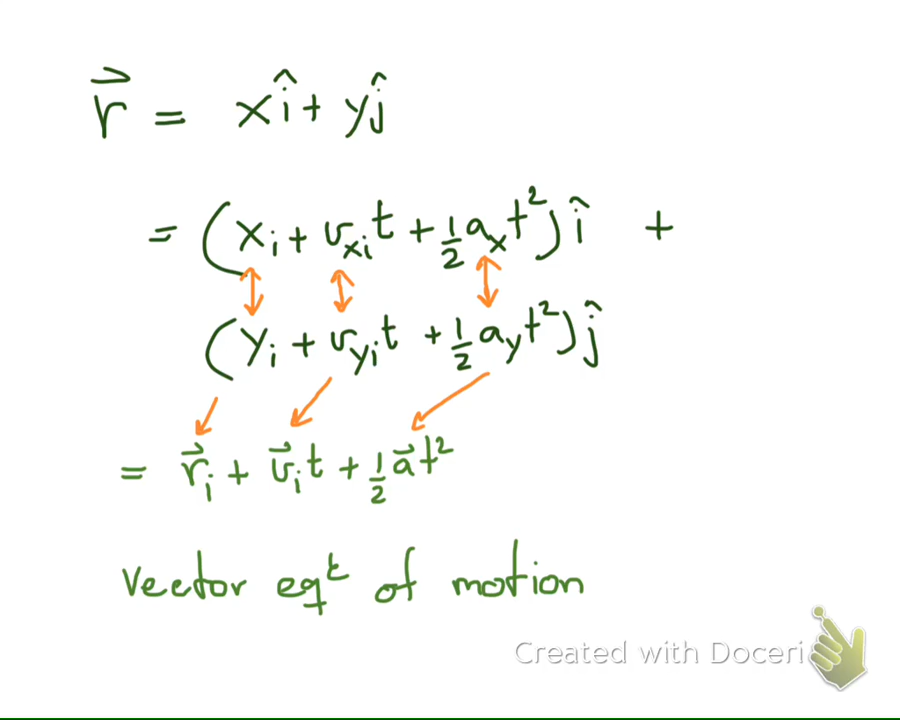 r⃗ = xî + yĵ
= (xᵢ + vₓᵢt + ½aₓt²)î +
(yᵢ + v_yᵢt + ½a_yt²)ĵ
= r⃗ᵢ + v⃗ᵢt + ½a⃗t²
vector eqᵗ of motion
Created with Doceri